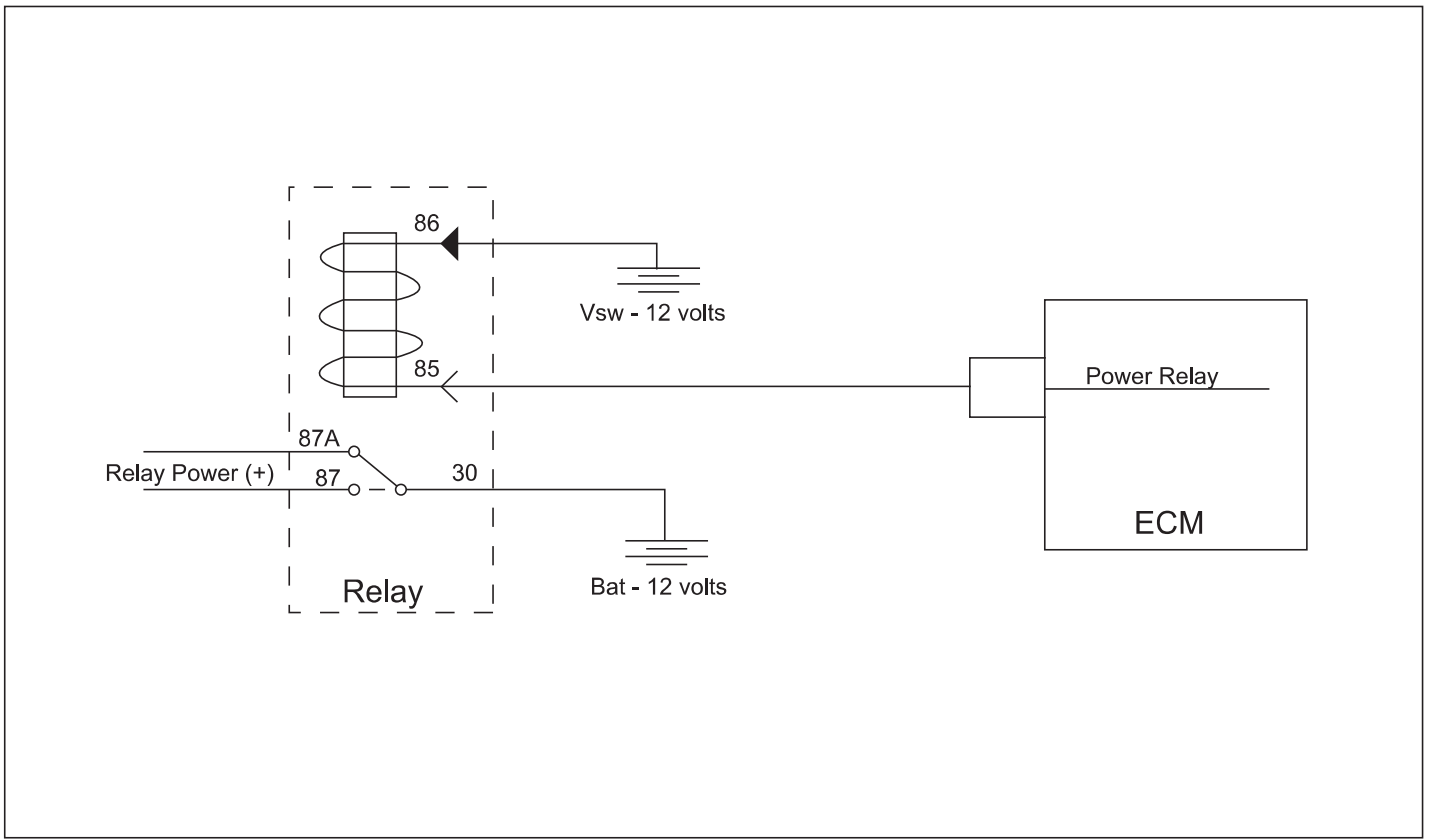 86
Vsw - 12 volts
85
Power Relay
87A
Relay Power (+)
87
30
ECM
Bat - 12 volts
Relay